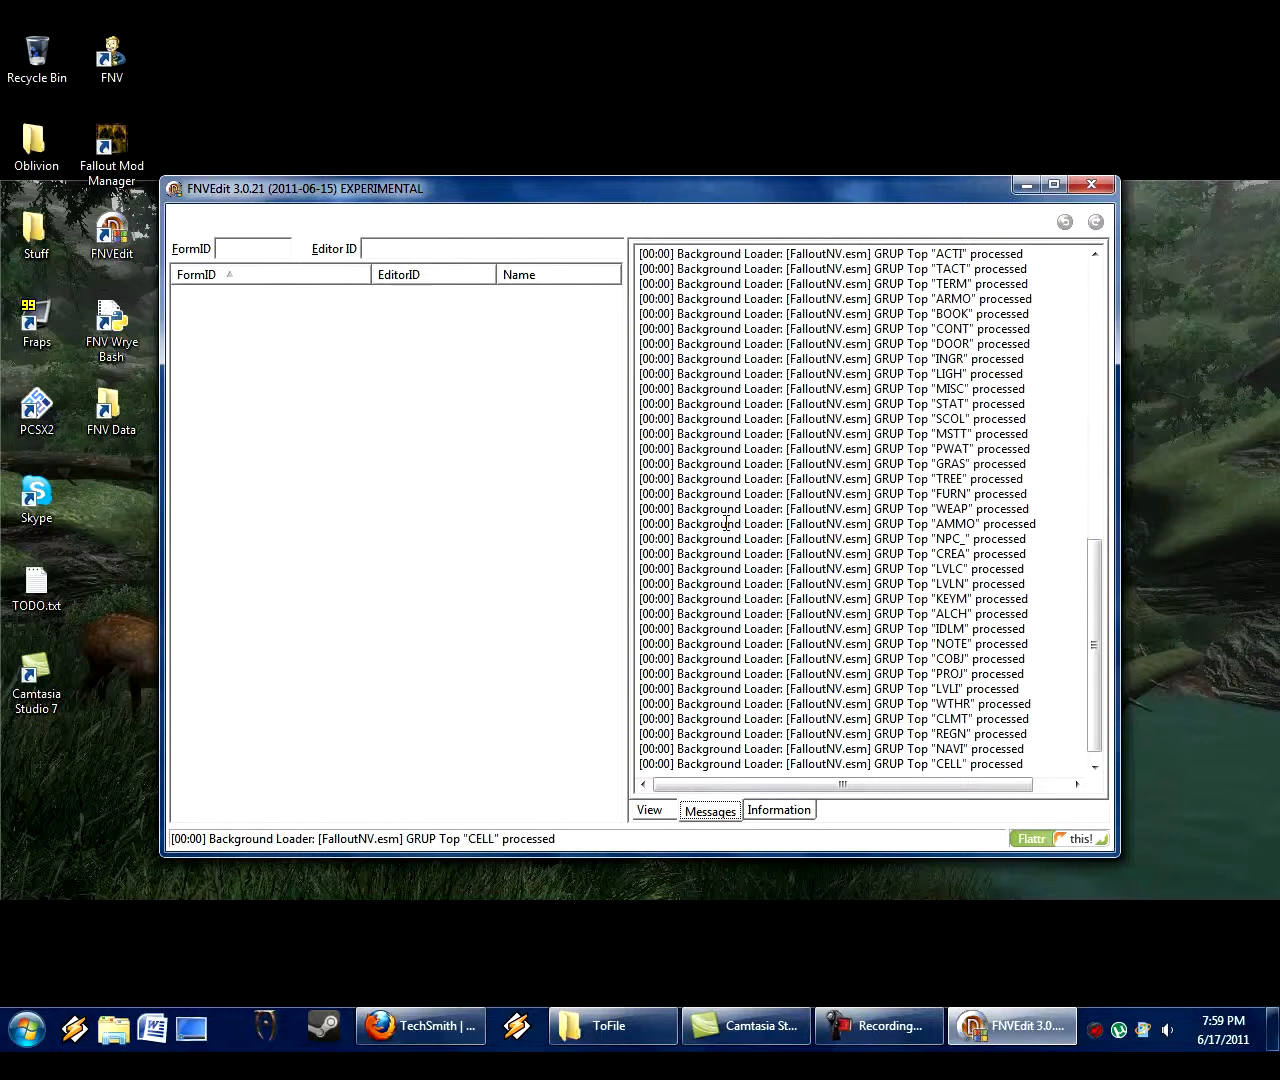 Recycle Bin
FNV
Oblivion
Fallout Mod
Manager
Stuff
FNVEdit
99
Fraps
FNV Wrye
Bash
PCSX2
FNV Data
Skype
TODO.txt
Camtasia
Studio 7
FNVEdit 3.0.21 (2011-06-15) EXPERIMENTAL
FormID
Editor ID
FormID
EditorID
Name
[00:00] Background Loader: [FalloutNV.esm] GRUP Top "ACTI" processed
[00:00] Background Loader: [FalloutNV.esm] GRUP Top "TACT" processed
[00:00] Background Loader: [FalloutNV.esm] GRUP Top "TERM" processed
[00:00] Background Loader: [FalloutNV.esm] GRUP Top "ARMO" processed
[00:00] Background Loader: [FalloutNV.esm] GRUP Top "BOOK" processed
[00:00] Background Loader: [FalloutNV.esm] GRUP Top "CONT" processed
[00:00] Background Loader: [FalloutNV.esm] GRUP Top "DOOR" processed
[00:00] Background Loader: [FalloutNV.esm] GRUP Top "INGR" processed
[00:00] Background Loader: [FalloutNV.esm] GRUP Top "LIGH" processed
[00:00] Background Loader: [FalloutNV.esm] GRUP Top "MISC" processed
[00:00] Background Loader: [FalloutNV.esm] GRUP Top "STAT" processed
[00:00] Background Loader: [FalloutNV.esm] GRUP Top "SCOL" processed
[00:00] Background Loader: [FalloutNV.esm] GRUP Top "MSTT" processed
[00:00] Background Loader: [FalloutNV.esm] GRUP Top "PWAT" processed
[00:00] Background Loader: [FalloutNV.esm] GRUP Top "GRAS" processed
[00:00] Background Loader: [FalloutNV.esm] GRUP Top "TREE" processed
[00:00] Background Loader: [FalloutNV.esm] GRUP Top "FURN" processed
[00:00] Background Loader: [FalloutNV.esm] GRUP Top "WEAP" processed
[00:00] Background Loader: [FalloutNV.esm] GRUP Top "AMMO" processed
[00:00] Background Loader: [FalloutNV.esm] GRUP Top "NPC_" processed
[00:00] Background Loader: [FalloutNV.esm] GRUP Top "CREA" processed
[00:00] Background Loader: [FalloutNV.esm] GRUP Top "LVLC" processed
[00:00] Background Loader: [FalloutNV.esm] GRUP Top "LVLN" processed
[00:00] Background Loader: [FalloutNV.esm] GRUP Top "KEYM" processed
[00:00] Background Loader: [FalloutNV.esm] GRUP Top "ALCH" processed
[00:00] Background Loader: [FalloutNV.esm] GRUP Top "IDLM" processed
[00:00] Background Loader: [FalloutNV.esm] GRUP Top "NOTE" processed
[00:00] Background Loader: [FalloutNV.esm] GRUP Top "COBJ" processed
[00:00] Background Loader: [FalloutNV.esm] GRUP Top "PROJ" processed
[00:00] Background Loader: [FalloutNV.esm] GRUP Top "LVLI" processed
[00:00] Background Loader: [FalloutNV.esm] GRUP Top "WTHR" processed
[00:00] Background Loader: [FalloutNV.esm] GRUP Top "CLMT" processed
[00:00] Background Loader: [FalloutNV.esm] GRUP Top "REGN" processed
[00:00] Background Loader: [FalloutNV.esm] GRUP Top "NAVI" processed
[00:00] Background Loader: [FalloutNV.esm] GRUP Top "CELL" processed
View
Messages
Information
[00:00] Background Loader: [FalloutNV.esm] GRUP Top "CELL" processed
Flattr this!
TechSmith | ...
ToFile
Camtasia St...
Recording...
FNVEdit 3.0....
7:59 PM
6/17/2011